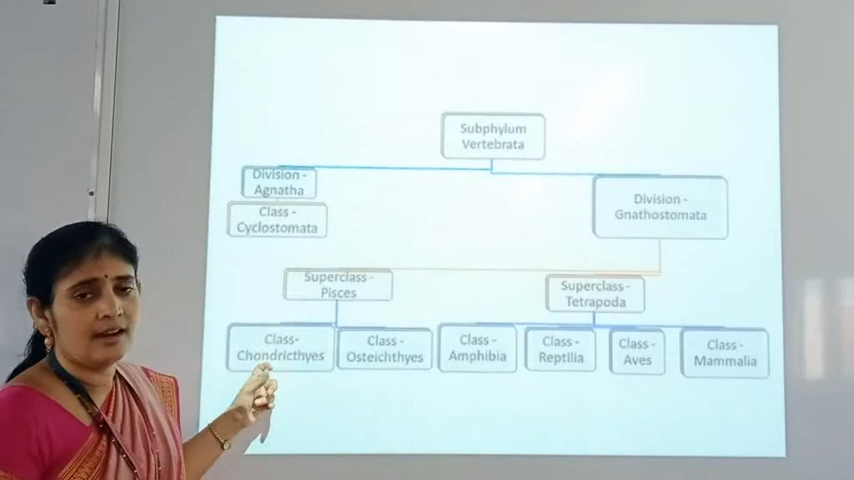 Subphylum
Vertebrata
Division -
Agnatha
Class -
Cyclostomata
Division -
Gnathostomata
Superclass -
Pisces
Superclass-
Tetrapoda
Class-
Chondricthyes
Class -
Osteichthyes
Class -
Amphibia
Class -
Reptilia
Class -
Aves
Class -
Mammalia